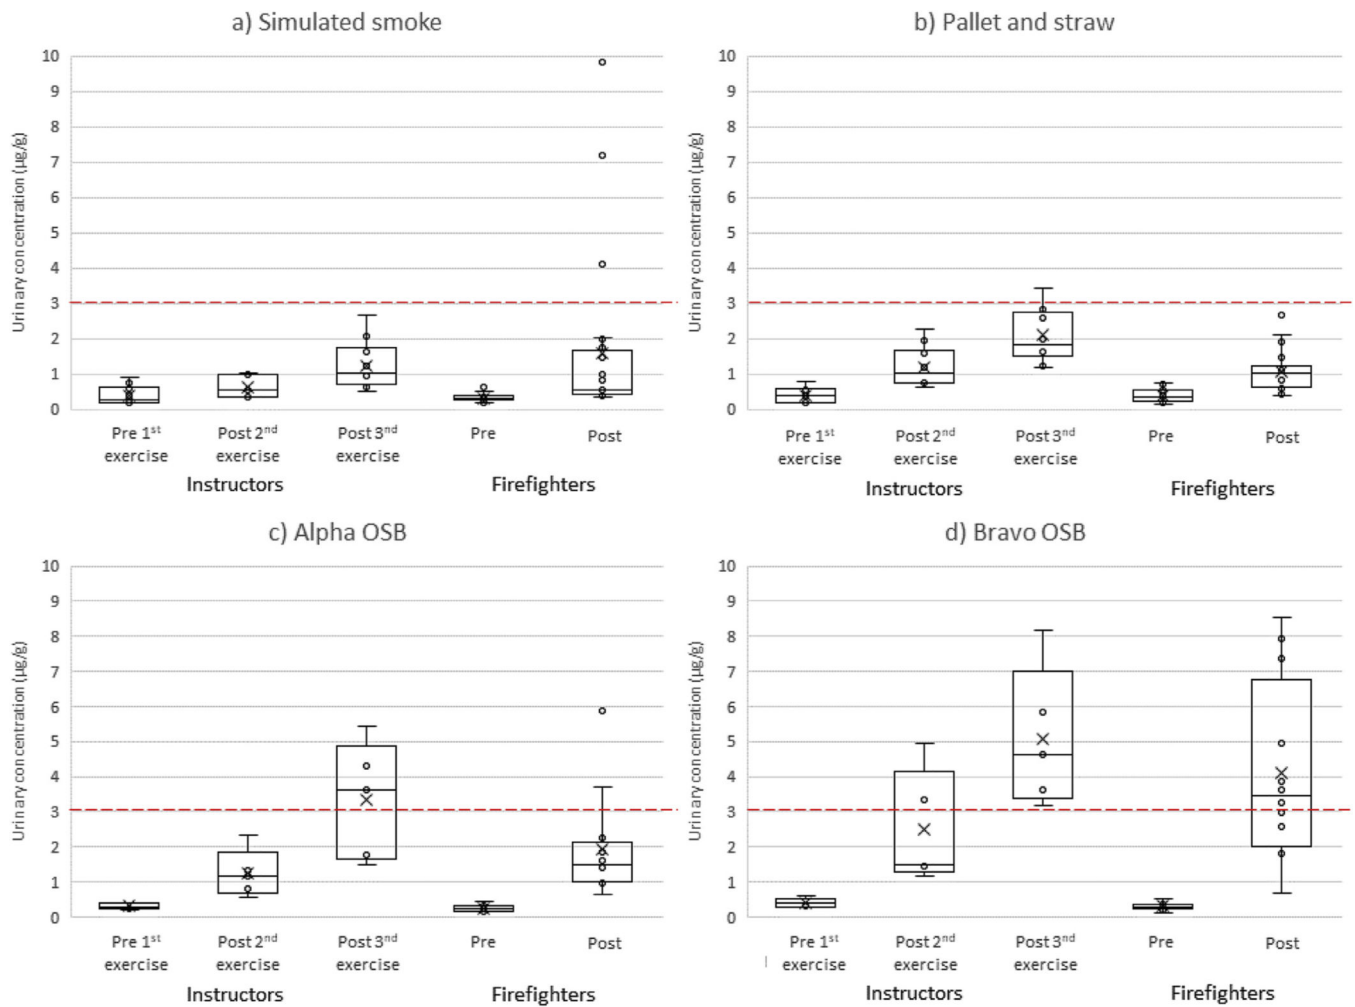 a) Simulated smoke
Urinary concentration (µg/g)
10
9
8
7
6
5
4
3
2
1
0
Pre 1st exercise
Post 2nd exercise
Post 3nd exercise
Pre
Post
Instructors
Firefighters
b) Pallet and straw
Urinary concentration (µg/g)
10
9
8
7
6
5
4
3
2
1
0
Pre 1st exercise
Post 2nd exercise
Post 3nd exercise
Pre
Post
Instructors
Firefighters
c) Alpha OSB
Urinary concentration (µg/g)
10
9
8
7
6
5
4
3
2
1
0
Pre 1st exercise
Post 2nd exercise
Post 3nd exercise
Pre
Post
Instructors
Firefighters
d) Bravo OSB
Urinary concentration (µg/g)
10
9
8
7
6
5
4
3
2
1
0
Pre 1st exercise
Post 2nd exercise
Post 3nd exercise
Pre
Post
Instructors
Firefighters